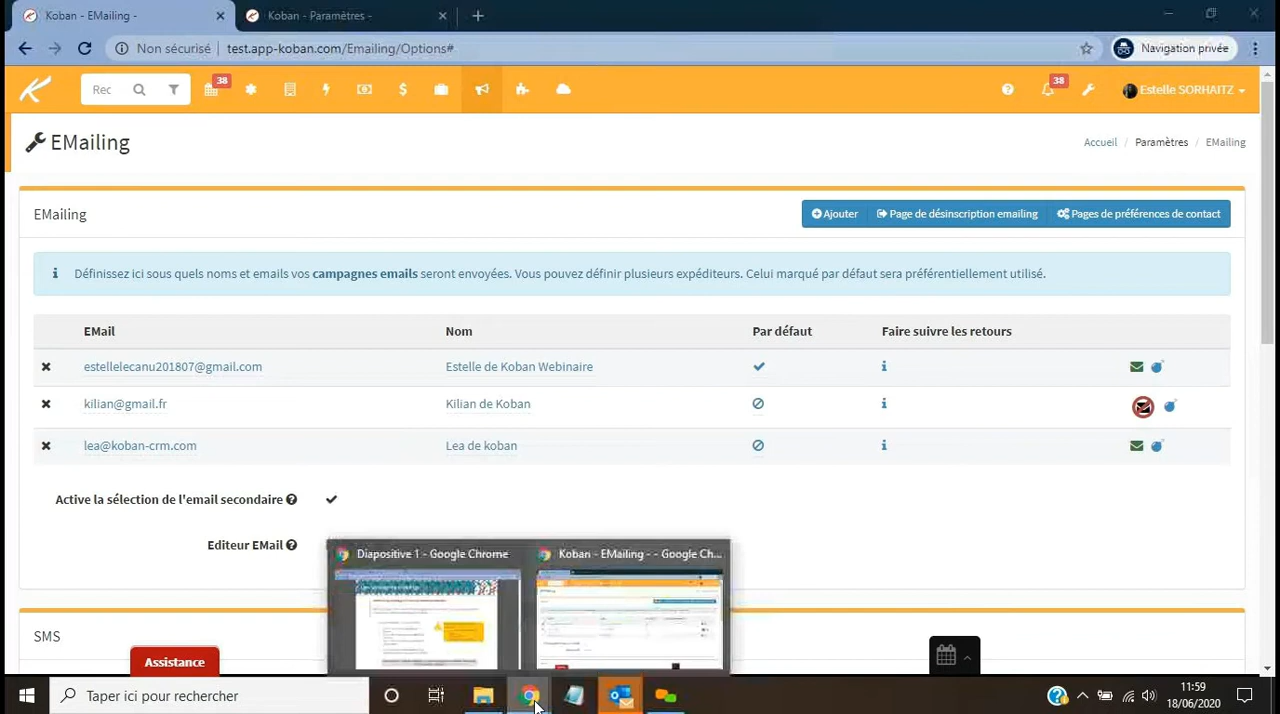 Koban - EMailing -
Koban - Paramètres -
Non sécurisé
test.app-koban.com/Emailing/Options#
Navigation privée
Rec
38
38
Estelle SORHAITZ
EMailing
Accueil / Paramètres / EMailing
EMailing
Ajouter
Page de désinscription emailing
Pages de préférences de contact
Définissez ici sous quels noms et emails vos campagnes emails seront envoyées. Vous pouvez définir plusieurs expéditeurs. Celui marqué par défaut sera préférentiellement utilisé.
EMail Nom Par défaut Faire suivre les retours
estellelecanu201807@gmail.com Estelle de Koban Webinaire
kilian@gmail.fr Kilian de Koban
lea@koban-crm.com Lea de koban
Active la sélection de l'email secondaire
Editeur EMail
Diapositive 1 - Google Chrome
Koban - EMailing - - Google Ch...
SMS
Assistance
Taper ici pour rechercher
11:59
18/06/2020